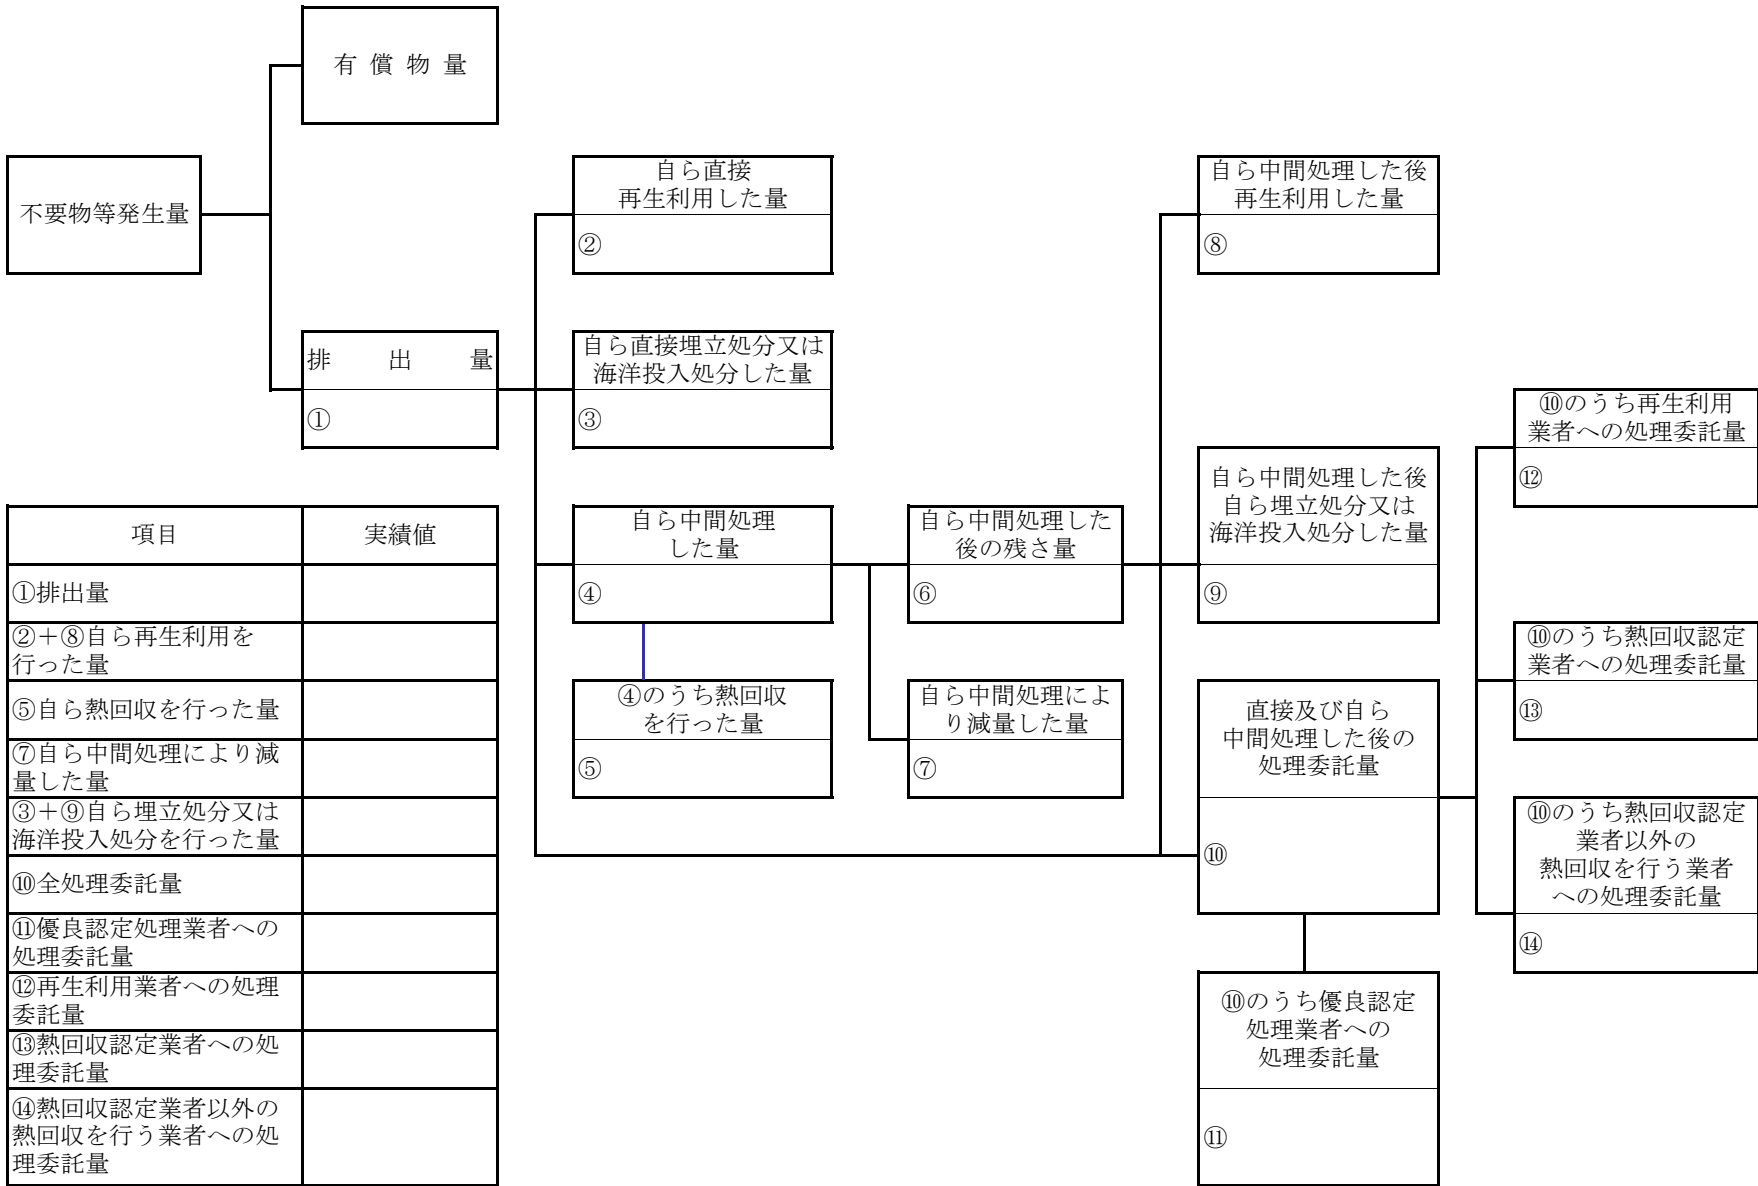 有償物量
不要物等発生量
排出量
①
自ら直接
再生利用した量
②
自ら直接埋立処分又は
海洋投入処分した量
③
自ら中間処理
した量
④
④のうち熱回収
を行った量
⑤
自ら中間処理した
後の残さ量
⑥
自ら中間処理によ
り減量した量
⑦
自ら中間処理した後
再生利用した量
⑧
自ら中間処理した後
自ら埋立処分又は
海洋投入処分した量
⑨
直接及び自ら
中間処理した後の
処理委託量
⑩
⑩のうち優良認定
処理業者への
処理委託量
⑪
⑩のうち再生利用
業者への処理委託量
⑫
⑩のうち熱回収認定
業者への処理委託量
⑬
⑩のうち熱回収認定
業者以外の
熱回収を行う業者
への処理委託量
⑭
項目 実績値
①排出量
②＋⑧自ら再生利用を
行った量
⑤自ら熱回収を行った量
⑦自ら中間処理により減
量した量
③＋⑨自ら埋立処分又は
海洋投入処分を行った量
⑩全処理委託量
⑪優良認定処理業者への
処理委託量
⑫再生利用業者への処理
委託量
⑬熱回収認定業者への処
理委託量
⑭熱回収認定業者以外の
熱回収を行う業者への処
理委託量